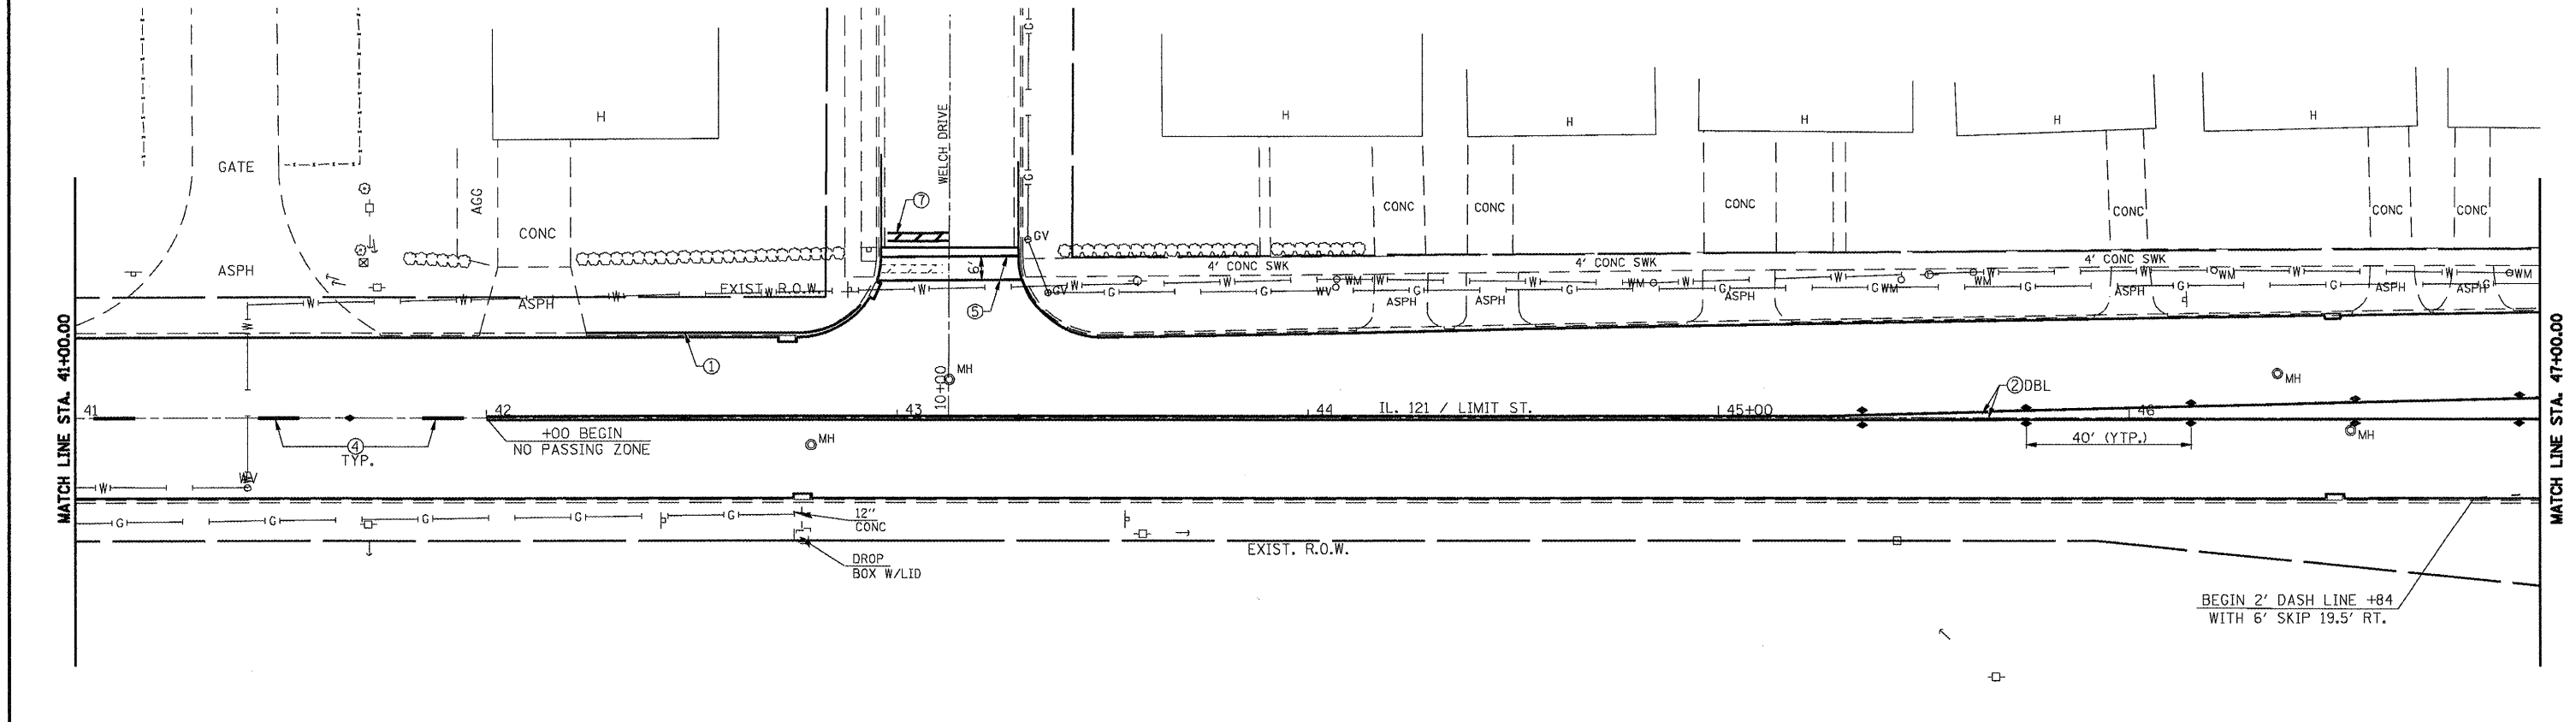 WELCH DRIVE
G
H
H
H
H
H
H
GATE
AGG
G
7
CONC
CONC
CONC
CONC
CONC
CONC
CONC
GV
ASPH
6'
4' CONC SWK
4' CONC SWK
4' CONC SWK
EXIST. R.O.W.
W
W
ASPH
W
W
W
W
GV
G
W
G
WV
WM
W
G
ASPH
ASPH
G
W
WM
W
G
ASPH
W
G
WM
W
WM
G
W
ASPH
G
WM
W
G
ASPH
W
ASPH
G
WM
5
W
1
MATCH LINE STA. 41+00.00
MATCH LINE STA. 47+00.00
10+00
MH
MH
2 DBL
41
42
43
44
IL. 121 / LIMIT ST.
45+00
46
+00 BEGIN
NO PASSING ZONE
MH
4
TYP.
40' (YTP.)
MH
WV
W
G
G
G
G
G
12"
CONC
EXIST. R.O.W.
DROP
BOX W/LID
BEGIN 2' DASH LINE +84
WITH 6' SKIP 19.5' RT.